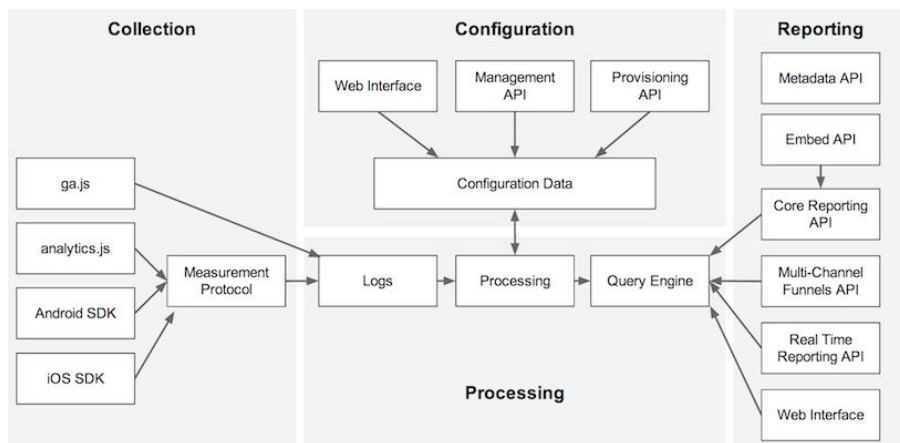 Collection
ga.js
analytics.js
Android SDK
iOS SDK
Measurement
Protocol
Configuration
Web Interface
Management
API
Provisioning
API
Configuration Data
Logs
Processing
Query Engine
Processing
Reporting
Metadata API
Embed API
Core Reporting
API
Multi-Channel
Funnels API
Real Time
Reporting API
Web Interface